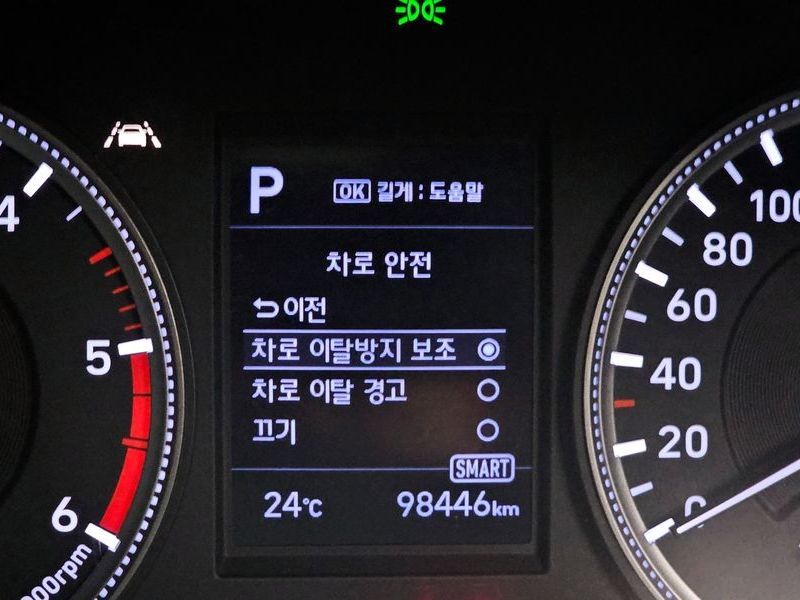 P
OK 길게 : 도움말
차로 안전
이전
차로 이탈방지 보조
차로 이탈 경고
끄기
SMART
24℃ 98446km
4
5
6
000rpm
100
80
60
40
20
0